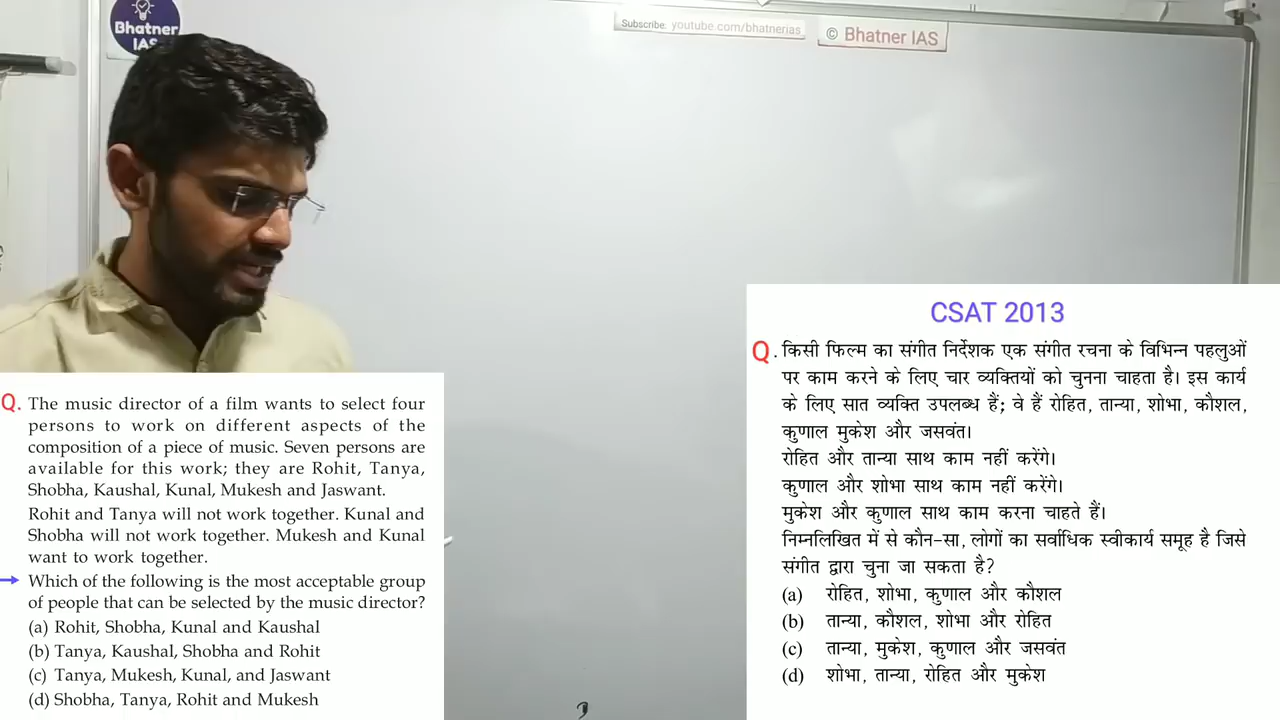 Bhatner
IAS
Subscribe: youtube.com/bhatnerias
© Bhatner IAS
Q. The music director of a film wants to select four
persons to work on different aspects of the
composition of a piece of music. Seven persons are
available for this work; they are Rohit, Tanya,
Shobha, Kaushal, Kunal, Mukesh and Jaswant.
Rohit and Tanya will not work together. Kunal and
Shobha will not work together. Mukesh and Kunal
want to work together.
→ Which of the following is the most acceptable group
of people that can be selected by the music director?
(a) Rohit, Shobha, Kunal and Kaushal
(b) Tanya, Kaushal, Shobha and Rohit
(c) Tanya, Mukesh, Kunal, and Jaswant
(d) Shobha, Tanya, Rohit and Mukesh
CSAT 2013
Q. किसी फिल्म का संगीत निर्देशक एक संगीत रचना के विभिन्न पहलुओं
पर काम करने के लिए चार व्यक्तियों को चुनना चाहता है। इस कार्य
के लिए सात व्यक्ति उपलब्ध हैं; वे हैं रोहित, तान्या, शोभा, कौशल,
कुणाल मुकेश और जसवंत।
रोहित और तान्या साथ काम नहीं करेंगे।
कुणाल और शोभा साथ काम नहीं करेंगे।
मुकेश और कुणाल साथ काम करना चाहते हैं।
निम्नलिखित में से कौन-सा, लोगों का सर्वाधिक स्वीकार्य समूह है जिसे
संगीत द्वारा चुना जा सकता है?
(a) रोहित, शोभा, कुणाल और कौशल
(b) तान्या, कौशल, शोभा और रोहित
(c) तान्या, मुकेश, कुणाल और जसवंत
(d) शोभा, तान्या, रोहित और मुकेश